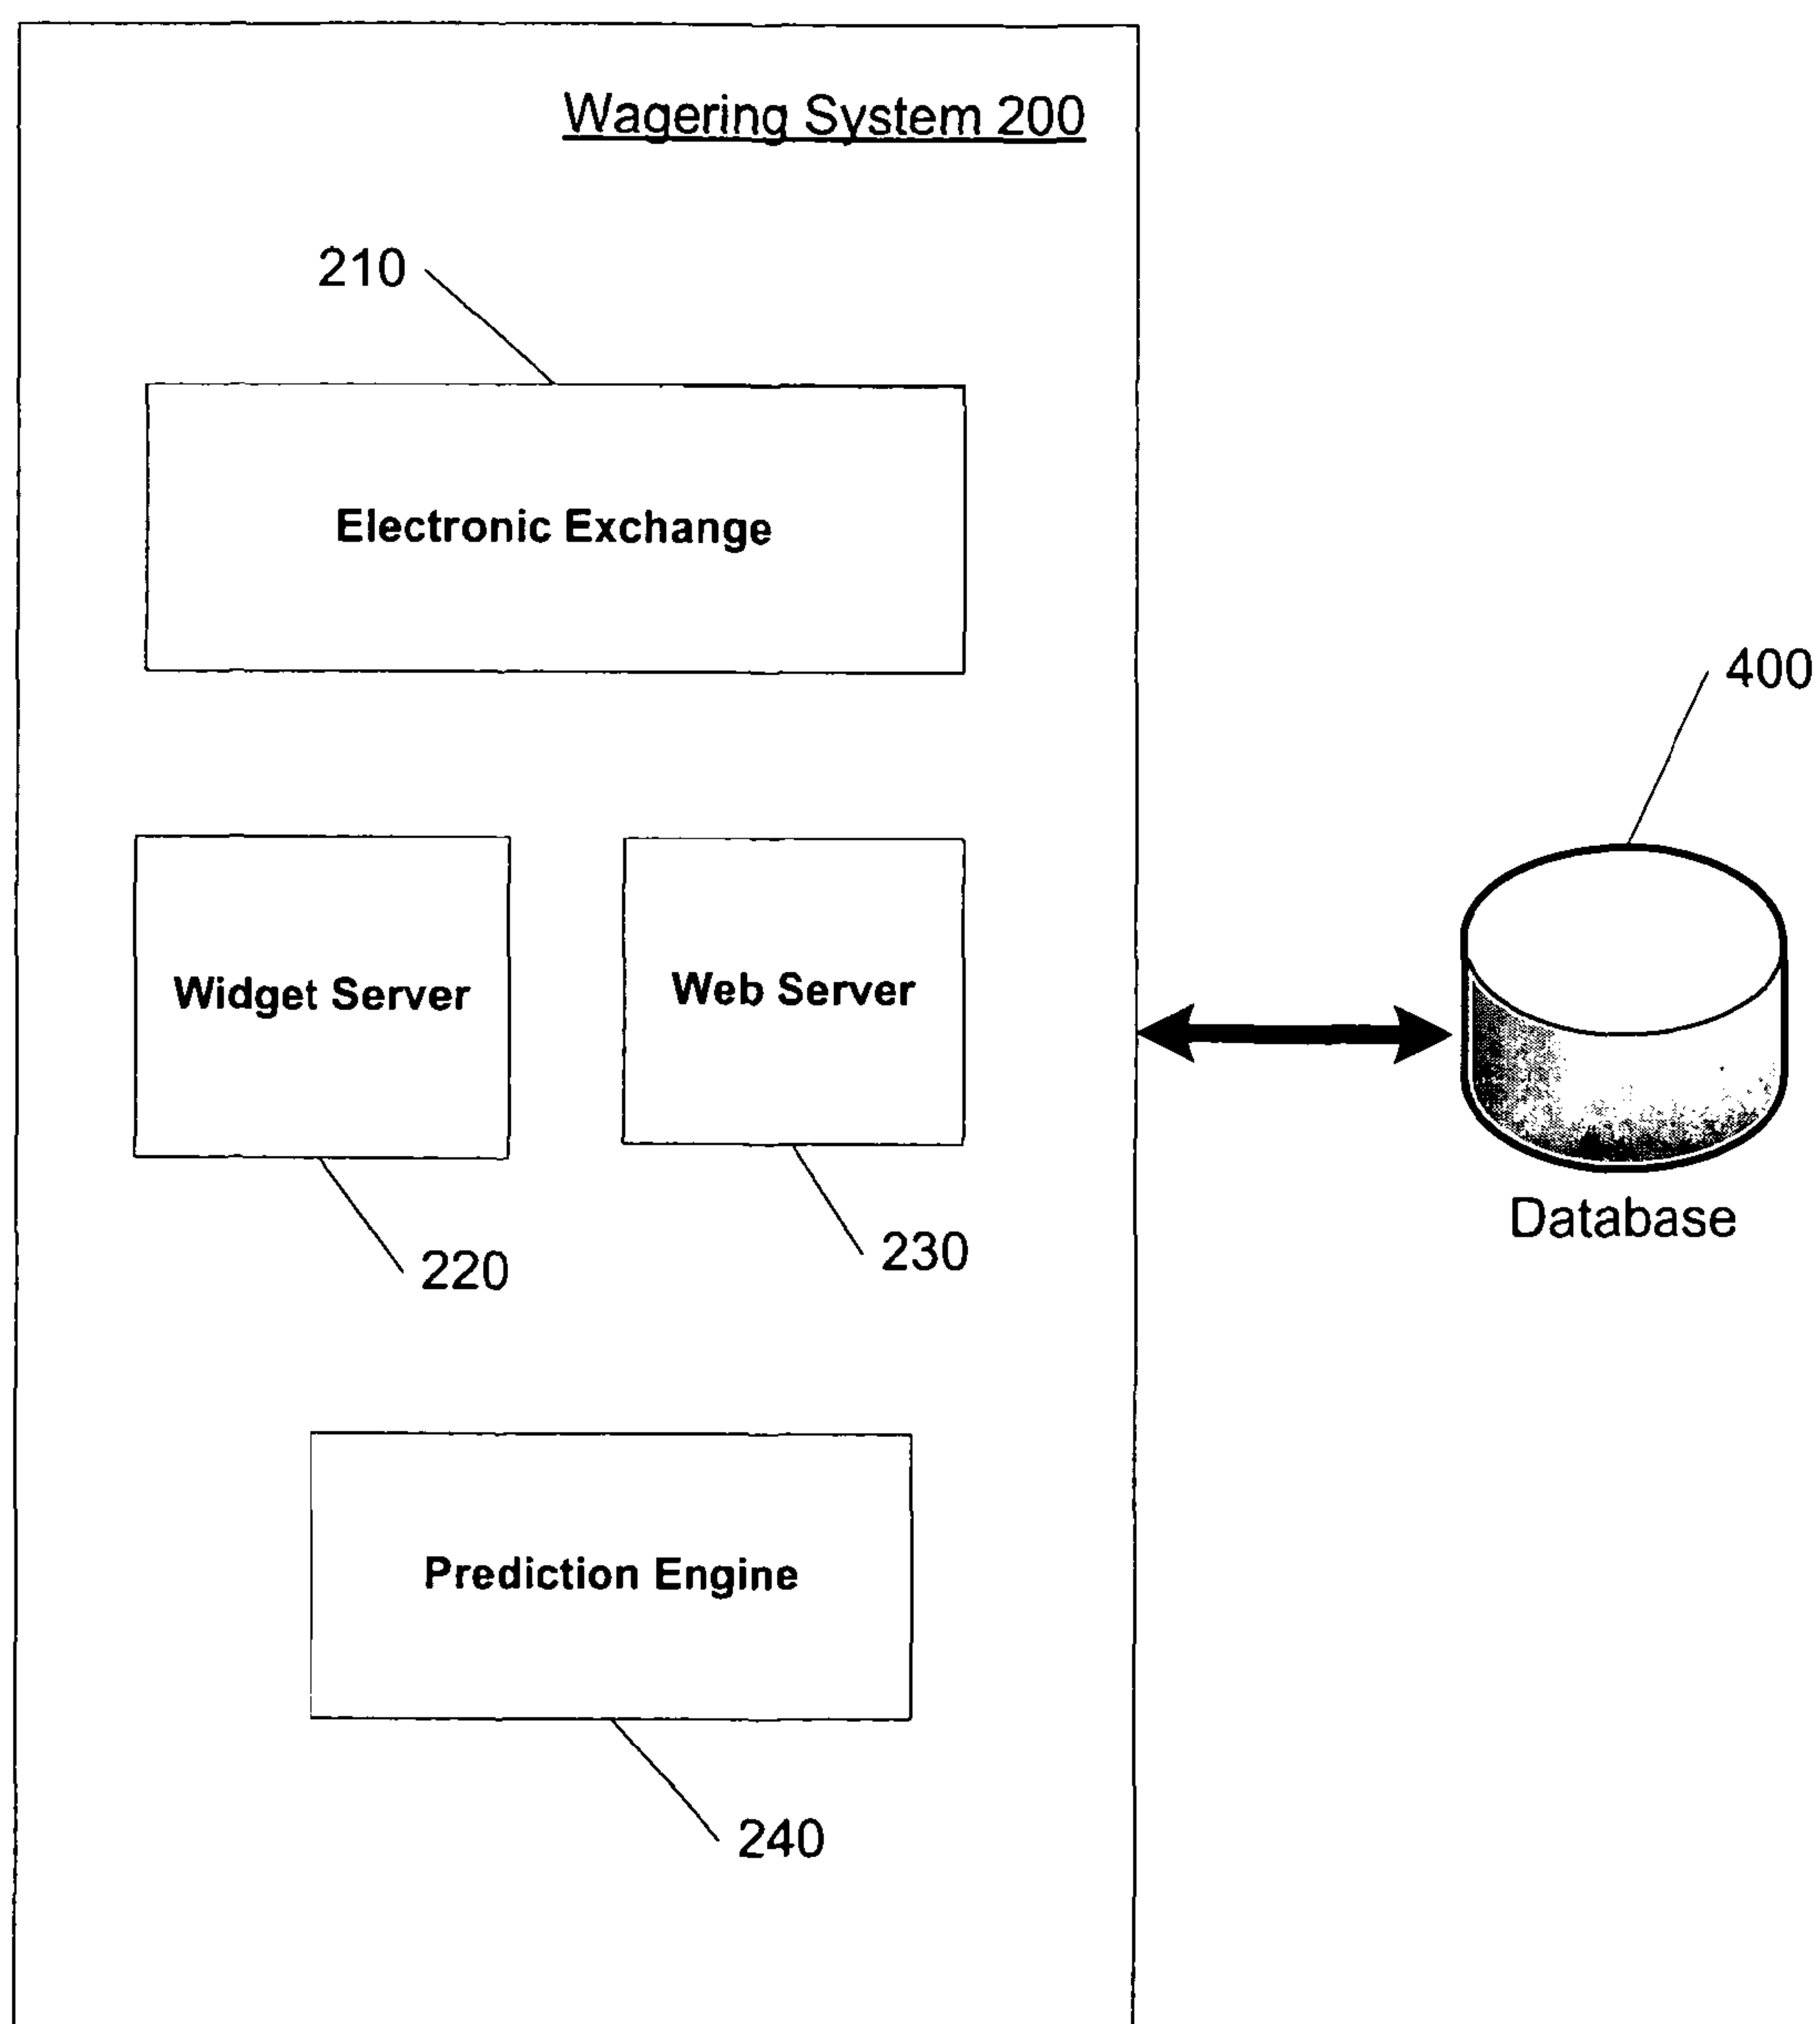 Wagering System 200
210
Electronic Exchange
400
Widget Server
Web Server
Database
220
230
Prediction Engine
240